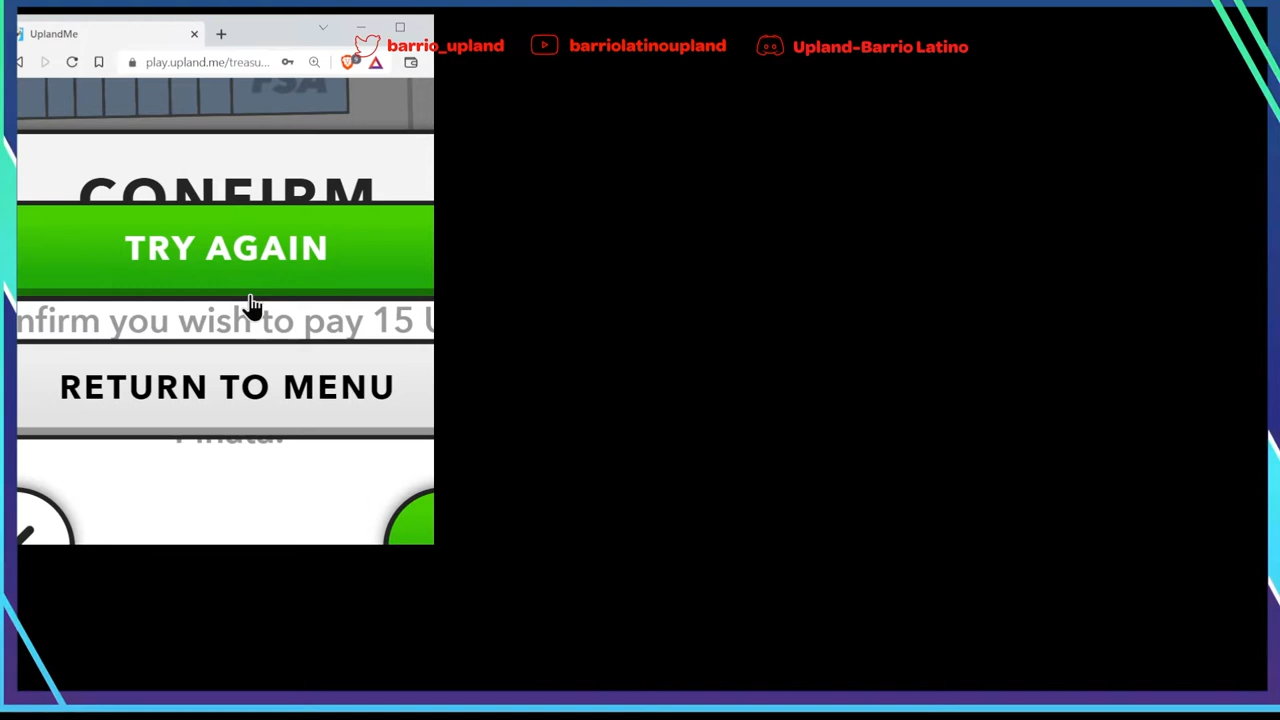 UplandMe
barrio_upland
barriolatinoupland
Upland-Barrio Latino
play.upland.me/treasu...
FSA
CONFIRM
TRY AGAIN
nfirm you wish to pay 15 U
RETURN TO MENU